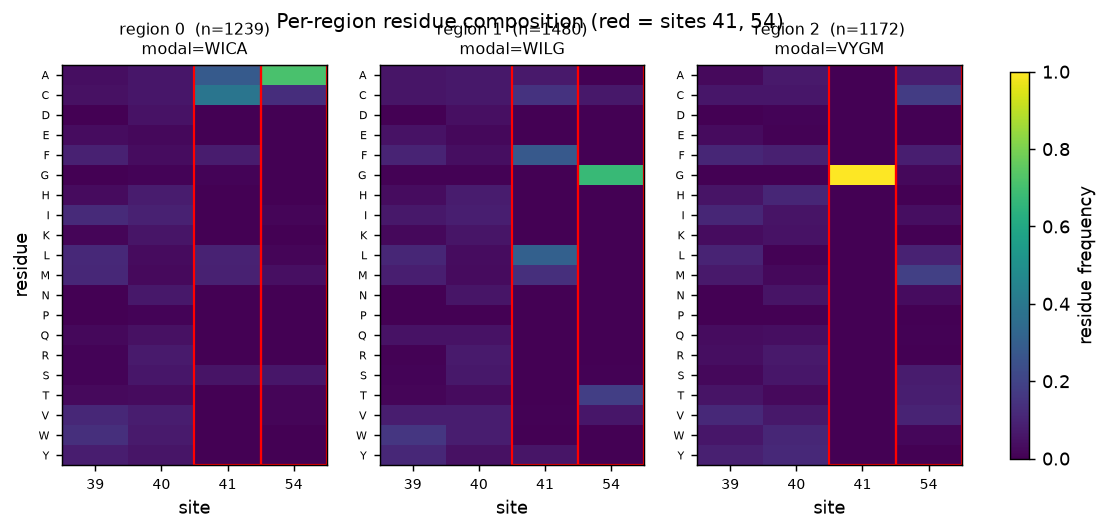 Per-region residue composition (red = sites 41, 54)
region 0  (n=1239)
modal=WICA
region 1 (n=1480)
modal=WILG
region 2  (n=1172)
modal=VYGM
residue
A
C
D
E
F
G
H
I
K
L
M
N
P
Q
R
S
T
V
W
Y
39 40 41 54
site
A
C
D
E
F
G
H
I
K
L
M
N
P
Q
R
S
T
V
W
Y
39 40 41 54
site
A
C
D
E
F
G
H
I
K
L
M
N
P
Q
R
S
T
V
W
Y
39 40 41 54
site
1.0
0.8
0.6
0.4
0.2
0.0
residue frequency